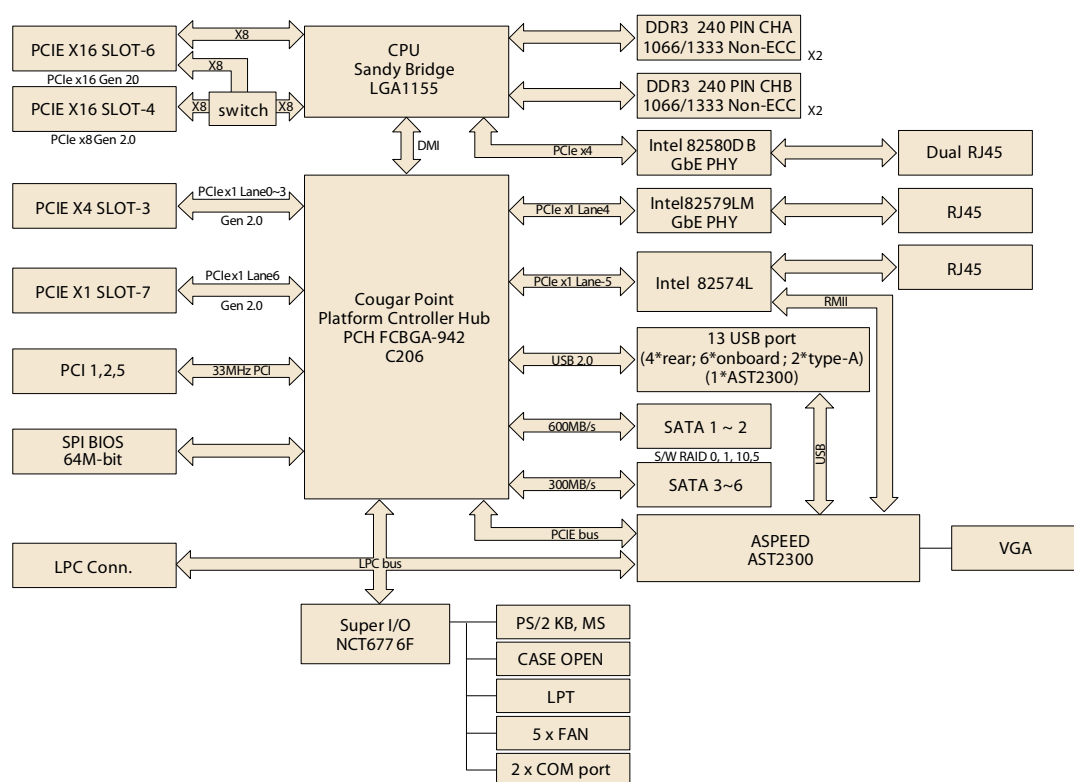 PCIE X16 SLOT-6
PCIe x16 Gen 20
X8
X8
PCIE X16 SLOT-4
PCIe x8 Gen 2.0
X8
switch
X8
CPU
Sandy Bridge
LGA1155
DDR3 240 PIN CHA
1066/1333 Non-ECC
X2
DDR3 240 PIN CHB
1066/1333 Non-ECC
X2
DMI
PCIe x4
Intel 82580D B
GbE PHY
Dual RJ45
PCIE X4 SLOT-3
PCIe x1 Lane0~3
Gen 2.0
PCIe x1 Lane4
Intel82579LM
GbE PHY
RJ45
PCIE X1 SLOT-7
PCIe x1 Lane6
Gen 2.0
Cougar Point
Platform Cntroller Hub
PCH FCBGA-942
C206
PCIe x1 Lane-5
Intel 82574L
RJ45
RMII
PCI 1,2,5
33MHz PCI
USB 2.0
13 USB port
(4*rear; 6*onboard ; 2*type-A)
(1*AST2300)
SPI BIOS
64M-bit
600MB/s
SATA 1 ~ 2
S/W RAID 0, 1, 10,5
300MB/s
SATA 3~6
USB
PCIE bus
ASPEED
AST2300
VGA
LPC Conn.
LPC bus
Super I/O
NCT677 6F
PS/2 KB, MS
CASE OPEN
LPT
5 x FAN
2 x COM port